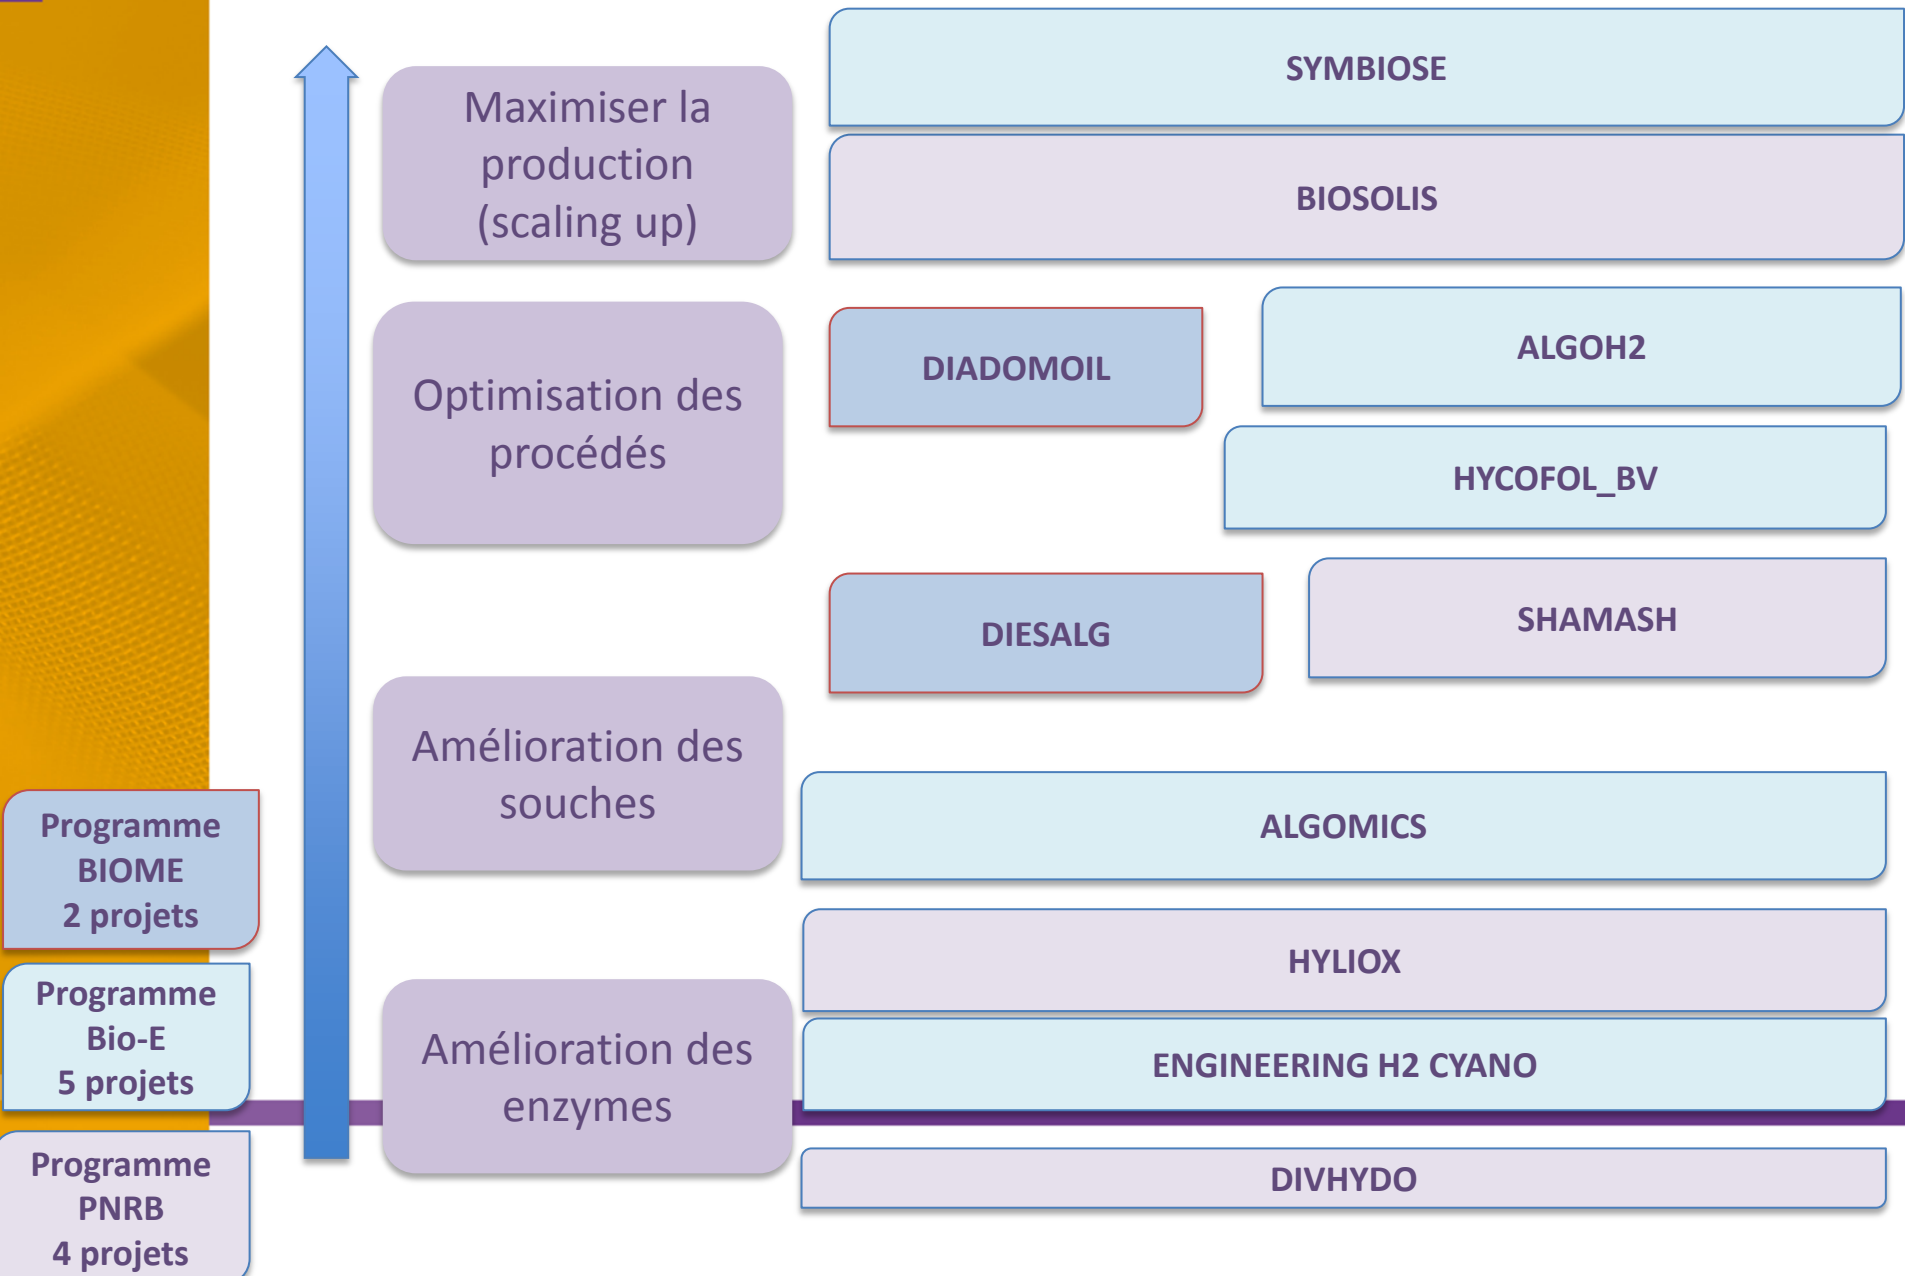 Maximiser la
production
(scaling up)
SYMBIOSE
BIOSOLIS
Optimisation des
procédés
DIADOMOIL
ALGOH2
HYCOFOL_BV
DIESALG
SHAMASH
Amélioration des
souches
ALGOMICS
HYLIOX
Amélioration des
enzymes
ENGINEERING H2 CYANO
DIVHYDO
Programme
BIOME
2 projets
Programme
Bio-E
5 projets
Programme
PNRB
4 projets